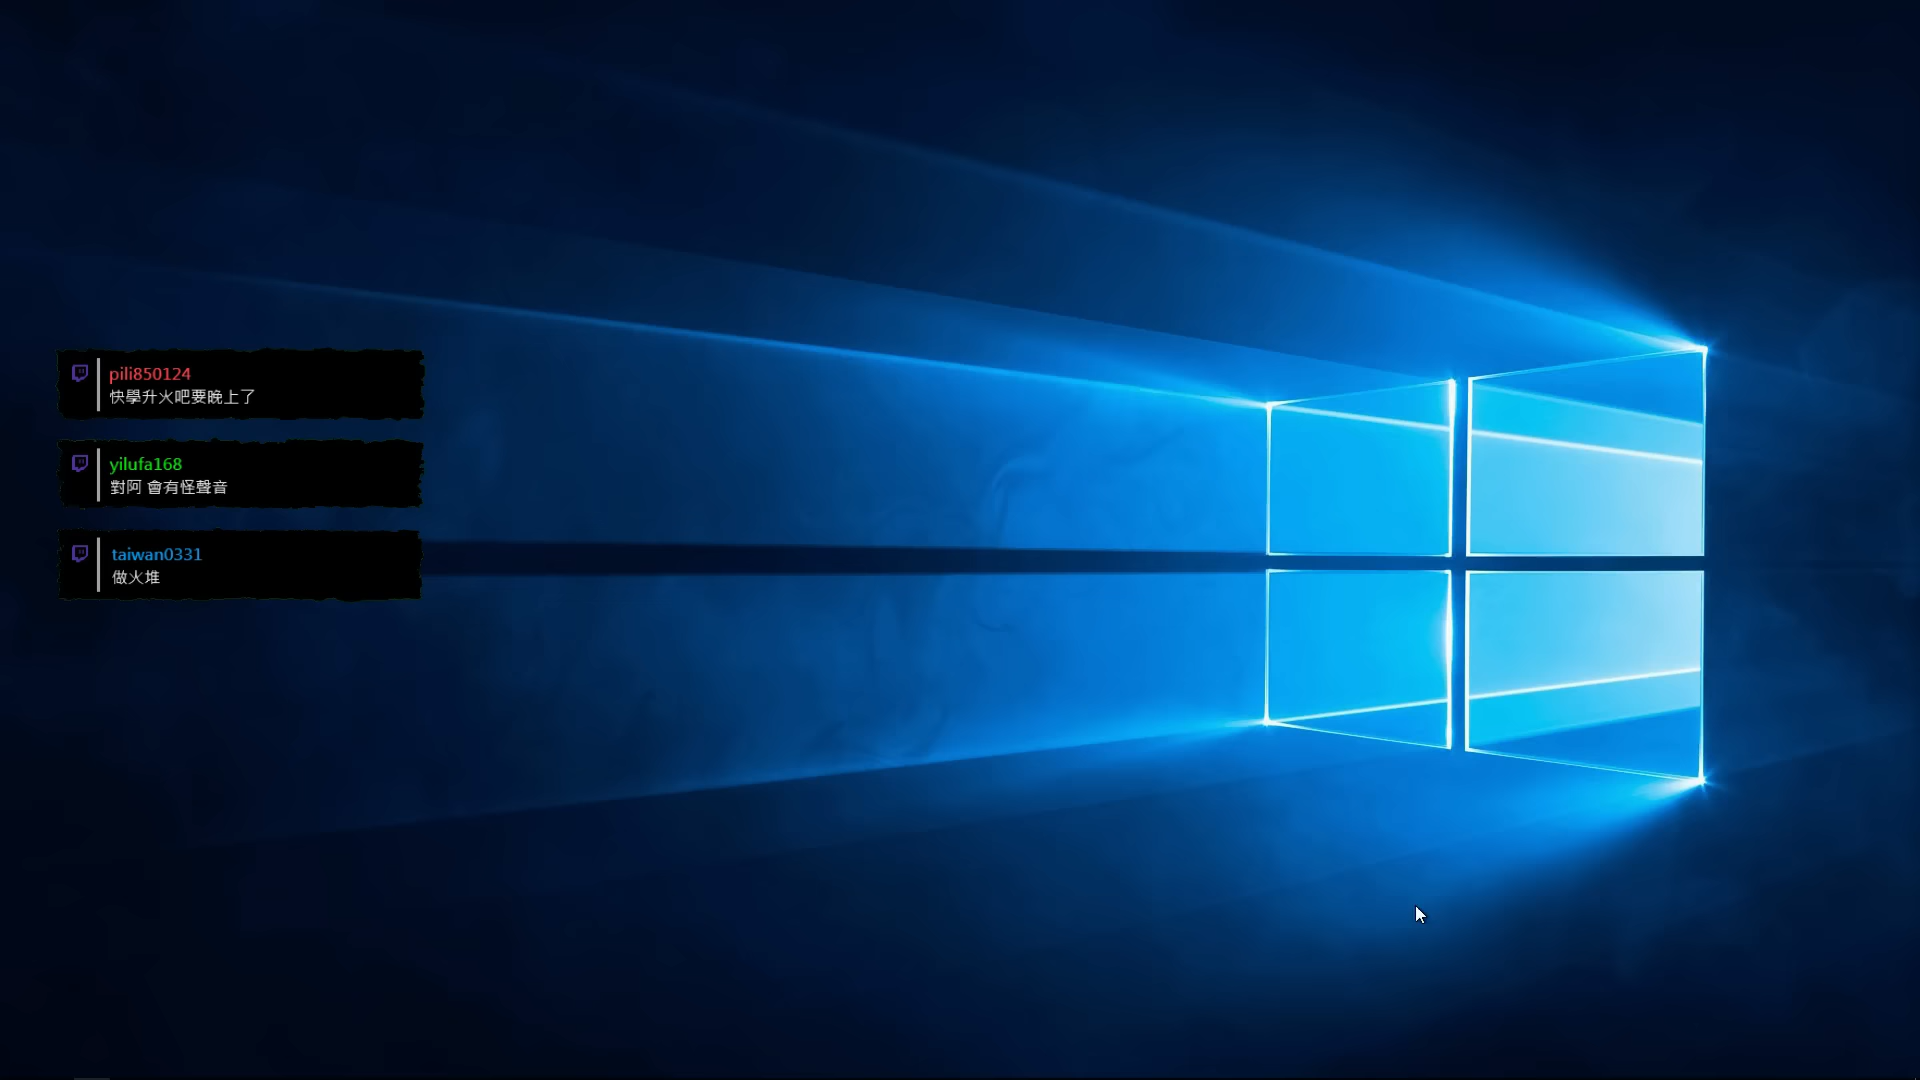 pili850124
快學升火吧要晚上了
yilufa168
對阿 會有怪聲音
taiwan0331
做火堆